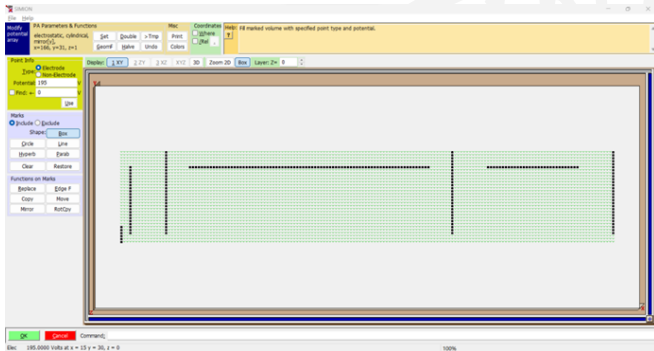 SIMION
File Help
Modify potential array
PA Parameters & Functions
electrostatic, cylindrical, mirror[y], x=166, y=31, z=1
Set Double >Tmp
Geom# Halve Undo
Misc
Print
Colors
Coordinates
Where
Rel
Help: Fill marked volume with specified point type and potential.
?
Point Info
Type: Electrode
Non-Electrode
Potential 195 V
Find: 0 V
Use
Display: 1 XY 2 ZY 3 XZ XYZ 3D Zoom 2D Box Layer: Z= 0
Marks
Include Exclude
Shape: Box
Circle Line
Hyperb Parab
Clear Restore
Functions on Marks
Replace Edge F
Copy Move
Mirror RotCpy
OK Cancel Command:
Elec 195.0000 Volts at x = 15 y = 30, z = 0
100%